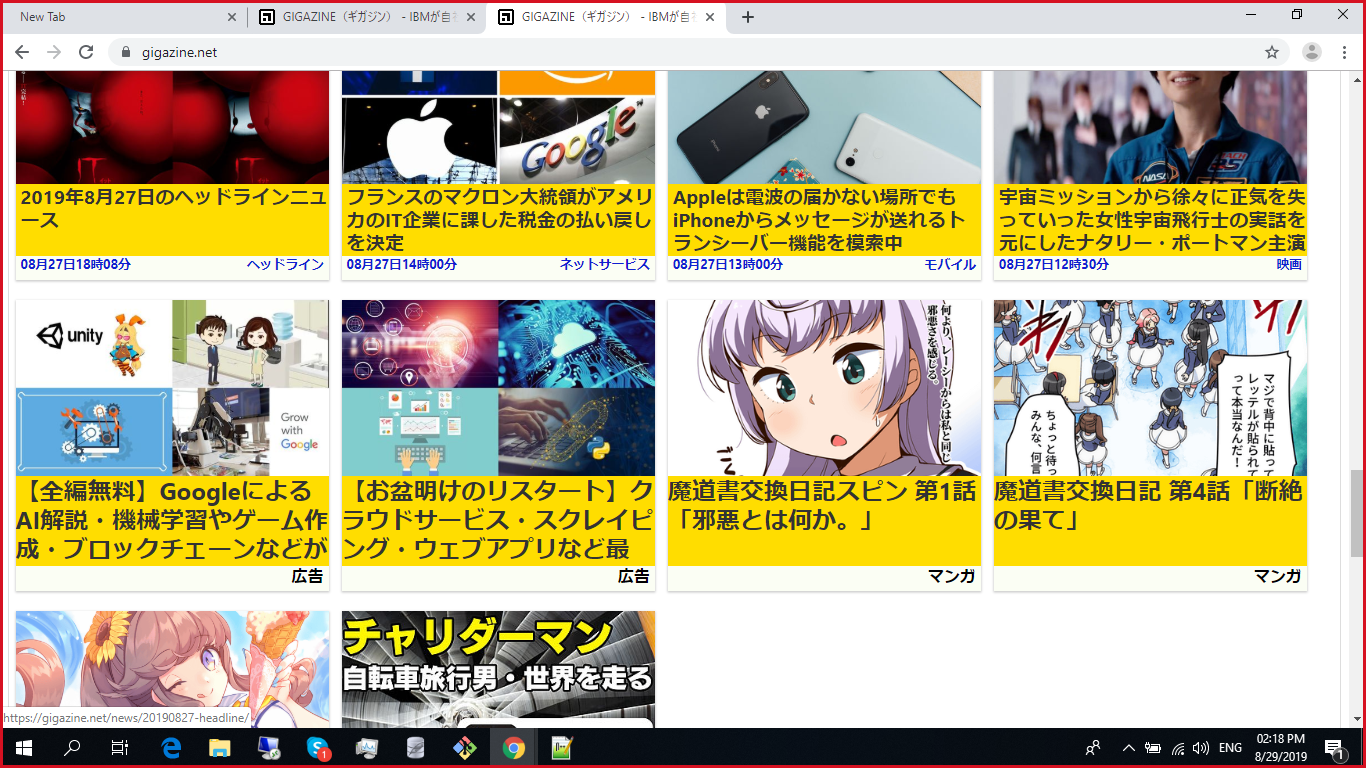 New Tab
GIGAZINE（ギガジン） - IBMが自社
GIGAZINE（ギガジン） - IBMが自社
gigazine.net
Google
NASA
2019年8月27日のヘッドラインニュ
ース
08月27日18時08分 ヘッドライン
フランスのマクロン大統領がアメリ
カのIT企業に課した税金の払い戻し
を決定
08月27日14時00分 ネットサービス
Appleは電波の届かない場所でも
iPhoneからメッセージが送れるト
ランシーバー機能を模索中
08月27日13時00分 モバイル
宇宙ミッションから徐々に正気を失
っていった女性宇宙飛行士の実話を
元にしたナタリー・ポートマン主演
08月27日12時30分 映画
unity
Grow
with
Google
【全編無料】Googleによる
AI解説・機械学習やゲーム作
成・ブロックチェーンなどが
広告
【お盆明けのリスタート】ク
ラウドサービス・スクレイピ
ング・ウェブアプリなど最
広告
何より、レーシーからは私と同じ
邪悪さを感じる。
魔道書交換日記スピン 第1話
「邪悪とは何か。」
マンガ
マジで背中に貼って
レッテルが貼られて
って本当なんだ！
ちょっと待っ
みんな、何言
魔道書交換日記 第4話「断絶
の果て」
マンガ
チャリダーマン
自転車旅行男・世界を走る
https://gigazine.net/news/20190827-headline/
1
ENG
02:18 PM
8/29/2019
1